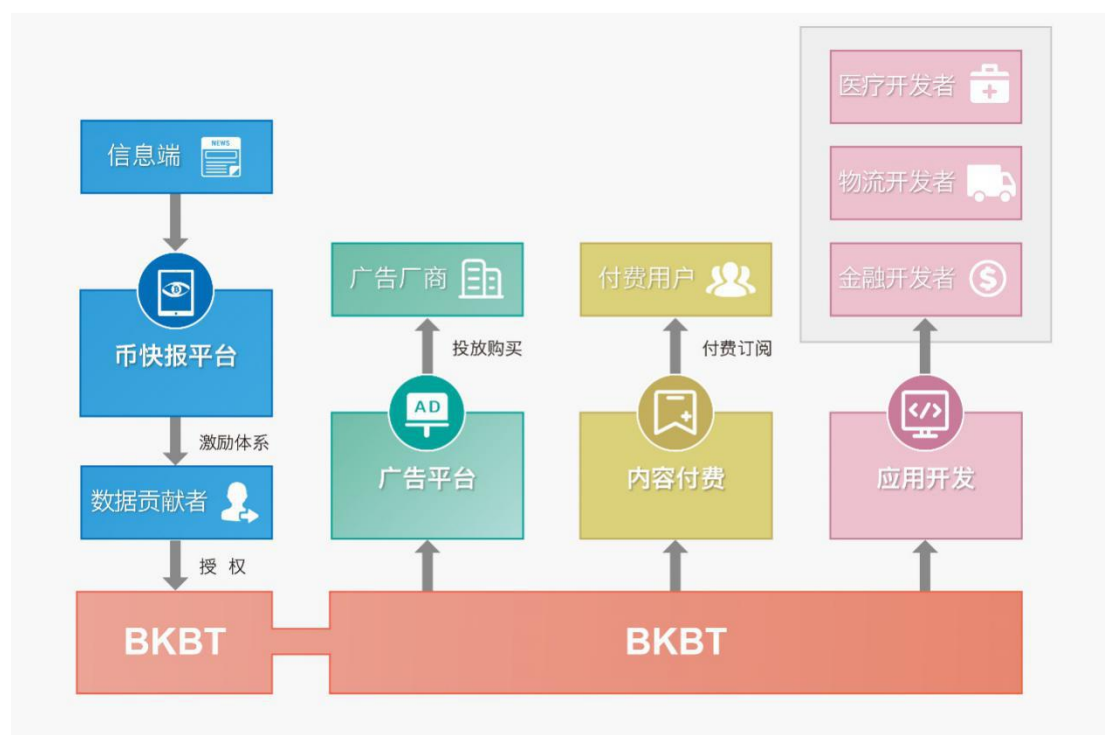 信息端
NEWS
币快报平台
激励体系
数据贡献者
授 权
BKBT
广告厂商
投放购买
AD
广告平台
付费用户
付费订阅
内容付费
医疗开发者
物流开发者
金融开发者
</>
应用开发
BKBT